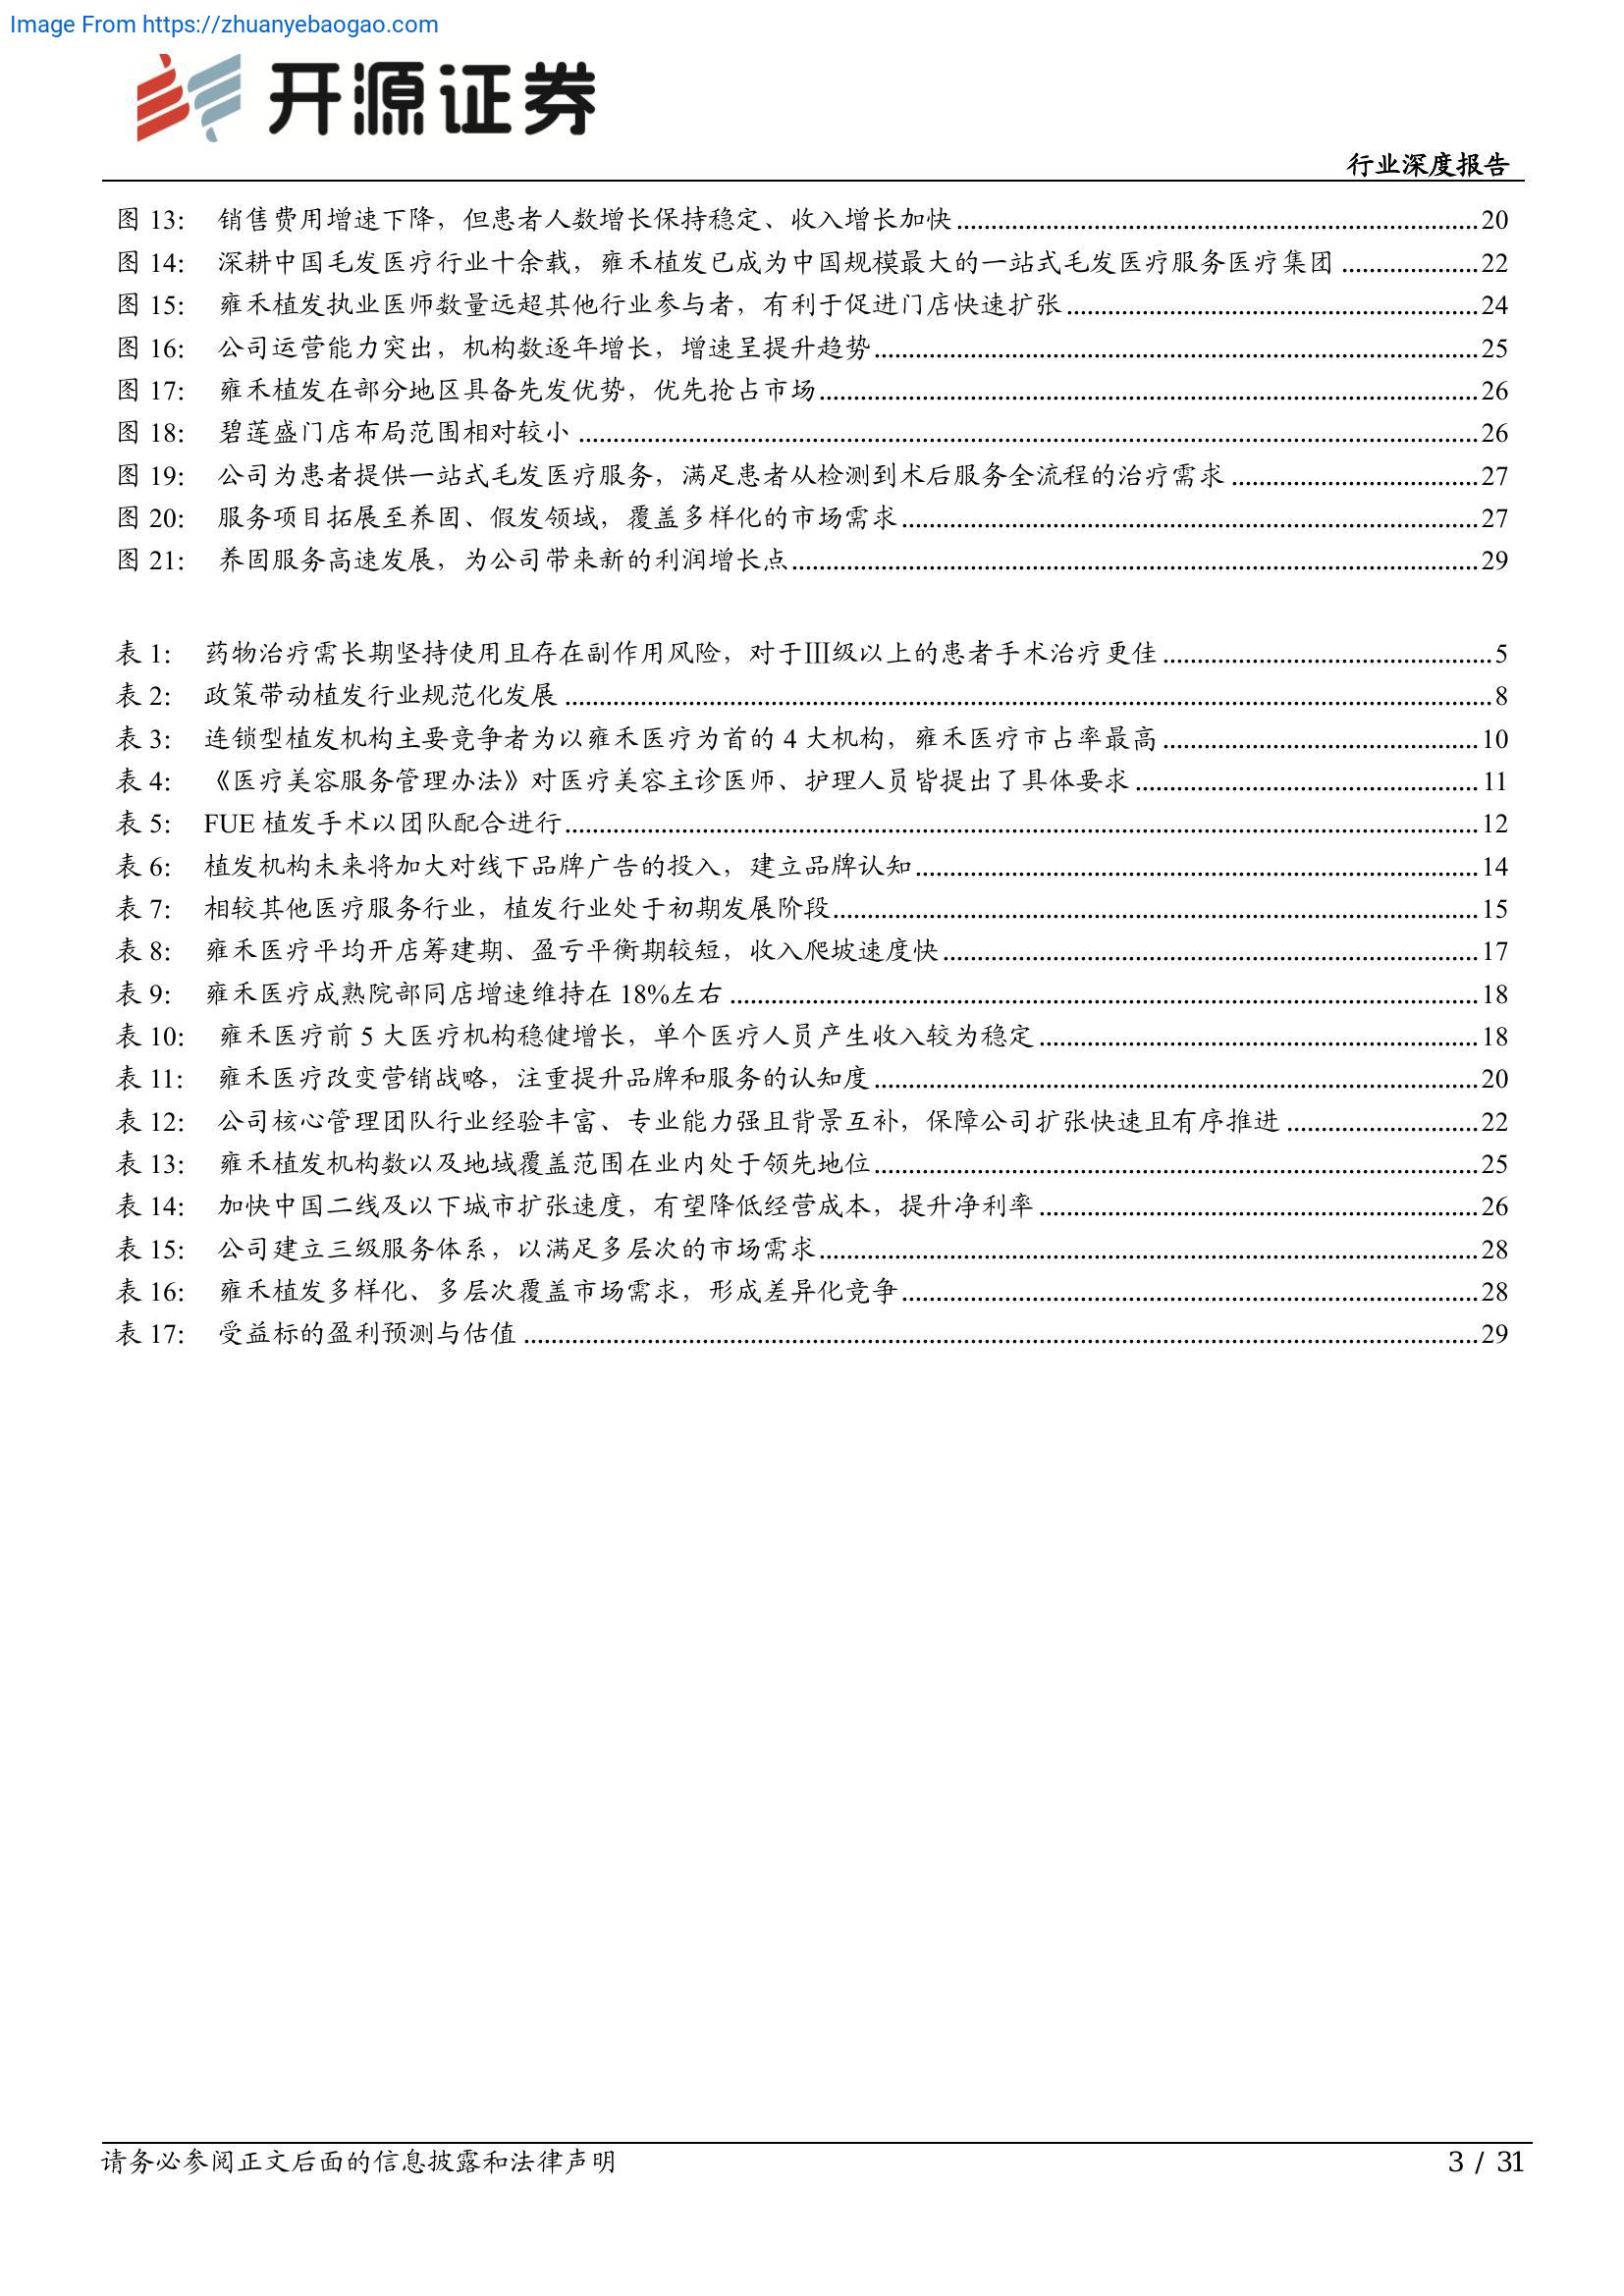 Image From https://zhuanyebaogao.com
开源证券
行业深度报告
图 13: 销售费用增速下降，但患者人数增长保持稳定、收入增长加快 20
图 14: 深耕中国毛发医疗行业十余载，雍禾植发已成为中国规模最大的一站式毛发医疗服务医疗集团 22
图 15: 雍禾植发执业医师数量远超其他行业参与者，有利于促进门店快速扩张 24
图 16: 公司运营能力突出，机构数逐年增长，增速呈提升趋势 25
图 17: 雍禾植发在部分地区具备先发优势，优先抢占市场 26
图 18: 碧莲盛门店布局范围相对较小 26
图 19: 公司为患者提供一站式毛发医疗服务，满足患者从检测到术后服务全流程的治疗需求 27
图 20: 服务项目拓展至养固、假发领域，覆盖多样化的市场需求 27
图 21: 养固服务高速发展，为公司带来新的利润增长点 29
表 1: 药物治疗需长期坚持使用且存在副作用风险，对于Ⅲ级以上的患者手术治疗更佳 5
表 2: 政策带动植发行业规范化发展 8
表 3: 连锁型植发机构主要竞争者为以雍禾医疗为首的 4 大机构，雍禾医疗市占率最高 10
表 4: 《医疗美容服务管理办法》对医疗美容主诊医师、护理人员皆提出了具体要求 11
表 5: FUE 植发手术以团队配合进行 12
表 6: 植发机构未来将加大对线下品牌广告的投入，建立品牌认知 14
表 7: 相较其他医疗服务行业，植发行业处于初期发展阶段 15
表 8: 雍禾医疗平均开店筹建期、盈亏平衡期较短，收入爬坡速度快 17
表 9: 雍禾医疗成熟院部同店增速维持在 18%左右 18
表 10: 雍禾医疗前 5 大医疗机构稳健增长，单个医疗人员产生收入较为稳定 18
表 11: 雍禾医疗改变营销战略，注重提升品牌和服务的认知度 20
表 12: 公司核心管理团队行业经验丰富、专业能力强且背景互补，保障公司扩张快速且有序推进 22
表 13: 雍禾植发机构数以及地域覆盖范围在业内处于领先地位 25
表 14: 加快中国二线及以下城市扩张速度，有望降低经营成本，提升净利率 26
表 15: 公司建立三级服务体系，以满足多层次的市场需求 28
表 16: 雍禾植发多样化、多层次覆盖市场需求，形成差异化竞争 28
表 17: 受益标的盈利预测与估值 29
请务必参阅正文后面的信息披露和法律声明 3 / 31